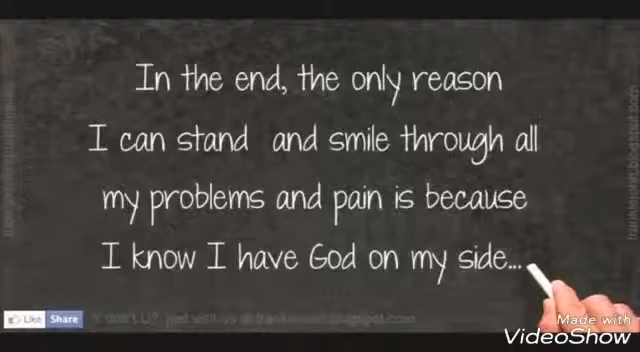 In the end, the only reason
I can stand and smile through all
my problems and pain is because
I know I have God on my side...
Like Share
Made with
VideoShow